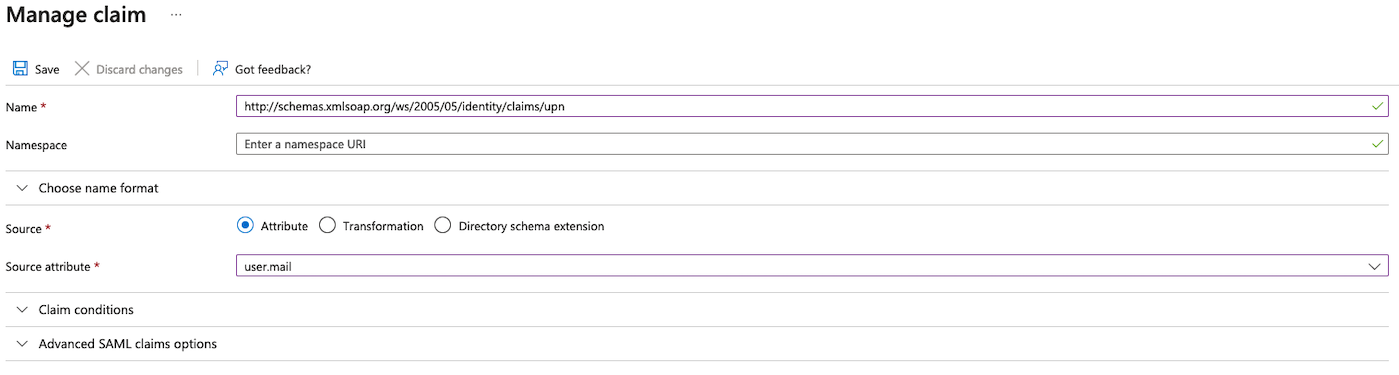 Manage claim ...
Save Discard changes Got feedback?
Name * http://schemas.xmlsoap.org/ws/2005/05/identity/claims/upn
Namespace Enter a namespace URI
Choose name format
Source * Attribute Transformation Directory schema extension
Source attribute * user.mail
Claim conditions
Advanced SAML claims options